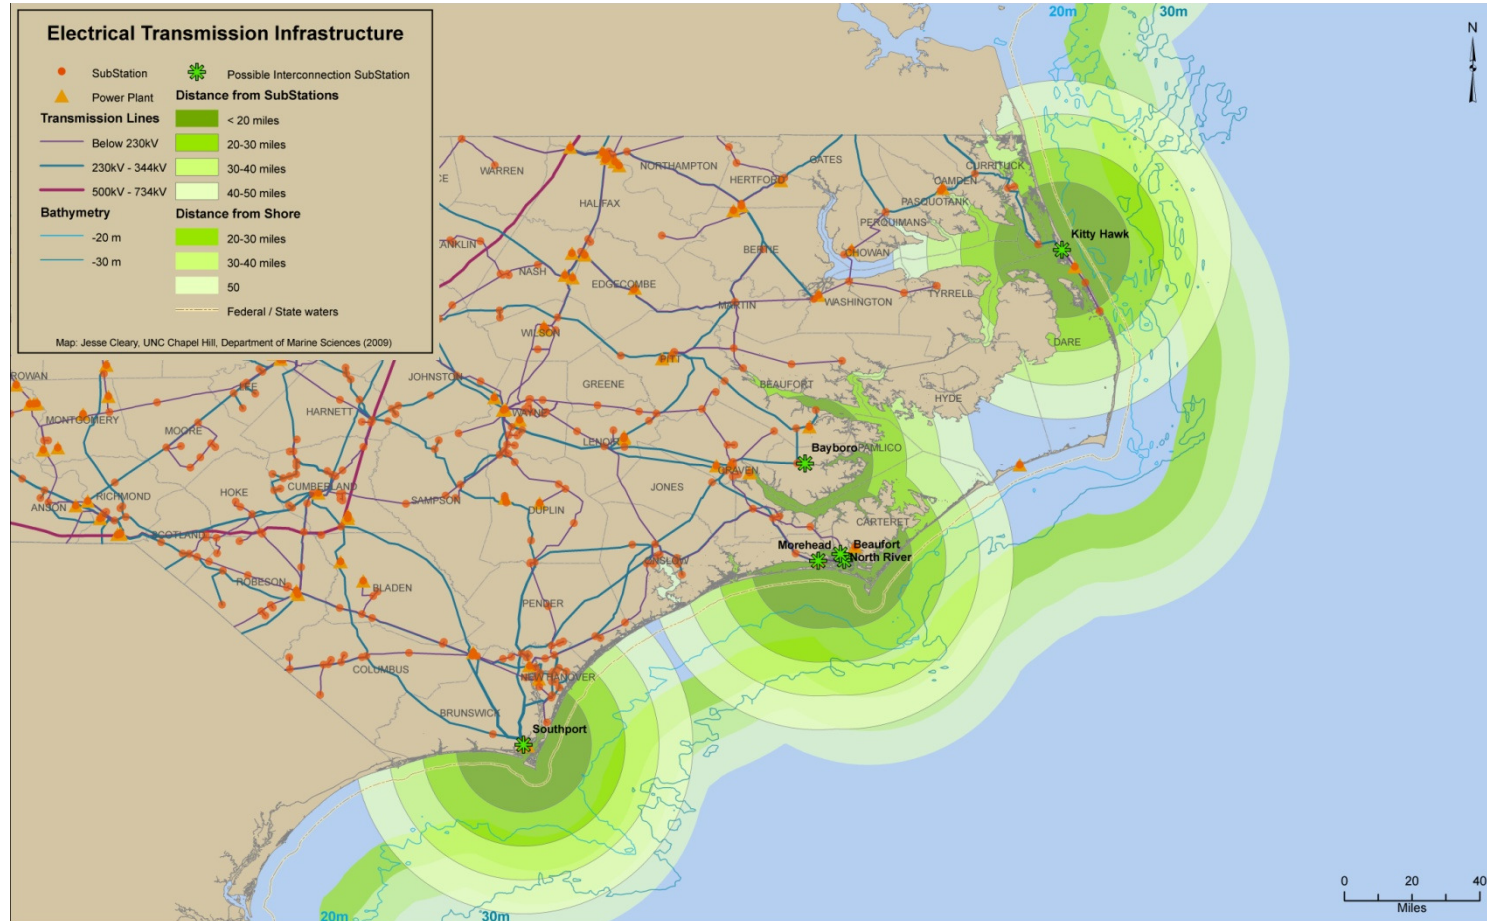 Electrical Transmission Infrastructure
SubStation
Possible Interconnection SubStation
Power Plant
Distance from SubStations
Transmission Lines
< 20 miles
Below 230kV
20-30 miles
230kV - 344kV
30-40 miles
500kV - 734kV
40-50 miles
Bathymetry
Distance from Shore
-20 m
20-30 miles
-30 m
30-40 miles
50
Federal / State waters
Map: Jesse Cleary, UNC Chapel Hill, Department of Marine Sciences (2009)
20m
30m
N
WARREN
NORTHAMPTON
GATES
HERTFORD
CURRITUCK
CAMDEN
PASQUOTANK
PERQUIMANS
HALIFAX
CE
Kitty Hawk
ANKLIN
BERTIE
CHOWAN
NASH
EDGECOMBE
MARTIN
WASHINGTON
TYRRELL
WILSON
DARE
PITT
ROWAN
JOHNSTON
GREENE
BEAUFORT
LEE
HYDE
HARNETT
WAYNE
MONTGOMERY
MOORE
LENOIR
Bayboro
PAMLICO
CRAVEN
RICHMOND
HOKE
CUMBERLAND
SAMPSON
JONES
ANSON
DUPLIN
CARTERET
SCOTLAND
Morehead
Beaufort
North River
ONSLOW
ROBESON
BLADEN
PENDER
COLUMBUS
NEW HANOVER
BRUNSWICK
Southport
0
20
40
Miles
20m
30m